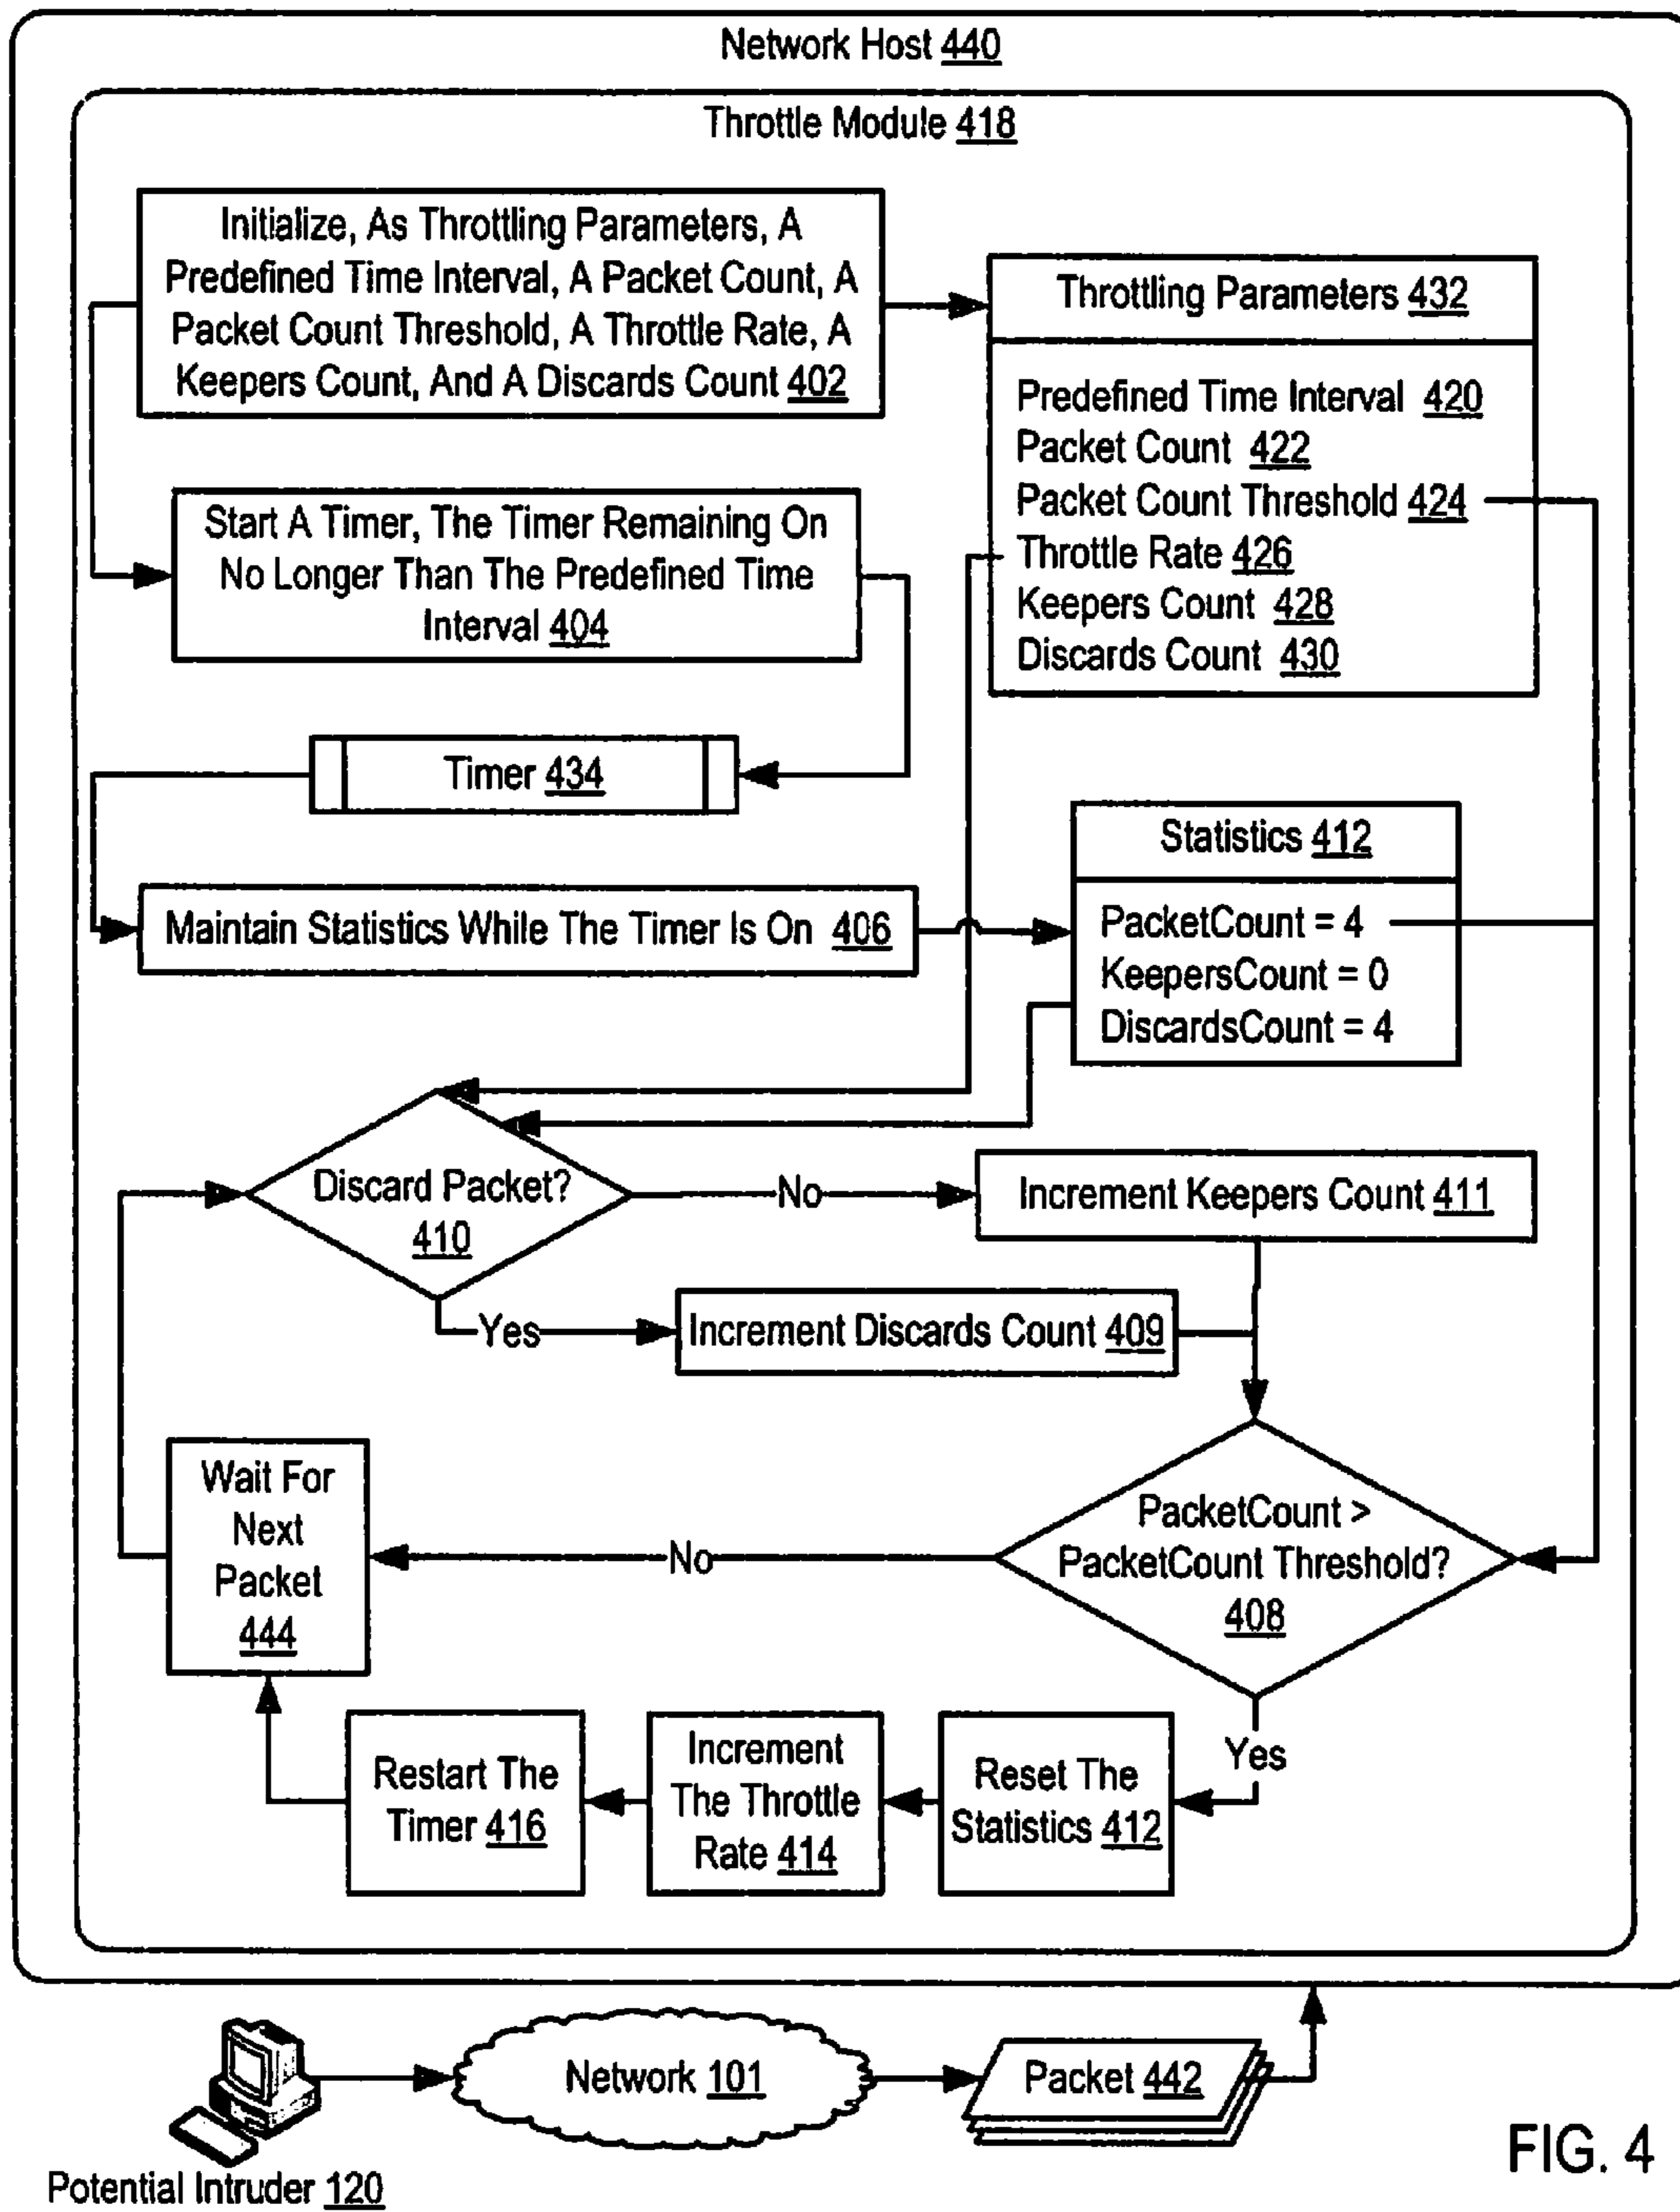 Network Host 440
Throttle Module 418
Initialize, As Throttling Parameters, A
Predefined Time Interval, A Packet Count, A
Packet Count Threshold, A Throttle Rate, A
Keepers Count, And A Discards Count 402
Throttling Parameters 432
Predefined Time Interval 420
Packet Count 422
Packet Count Threshold 424
Throttle Rate 426
Keepers Count 428
Discards Count 430
Start A Timer, The Timer Remaining On
No Longer Than The Predefined Time
Interval 404
Timer 434
Statistics 412
PacketCount = 4
KeepersCount = 0
DiscardsCount = 4
Maintain Statistics While The Timer Is On 406
Discard Packet?
410
No
Increment Keepers Count 411
Yes
Increment Discards Count 409
Wait For
Next
Packet
444
No
PacketCount >
PacketCount Threshold?
408
Yes
Restart The
Timer 416
Increment
The Throttle
Rate 414
Reset The
Statistics 412
Network 101
Packet 442
Potential Intruder 120
FIG. 4